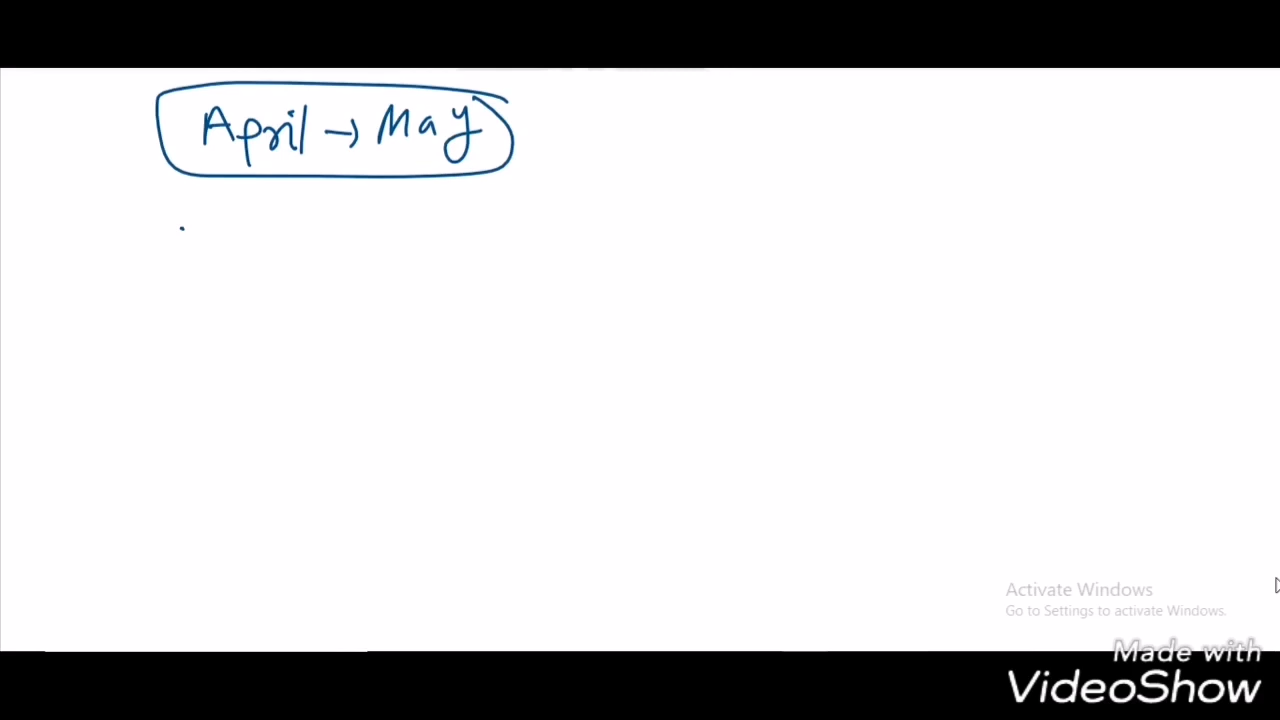 April → May
Activate Windows
Go to Settings to activate Windows.
Made with
VideoShow